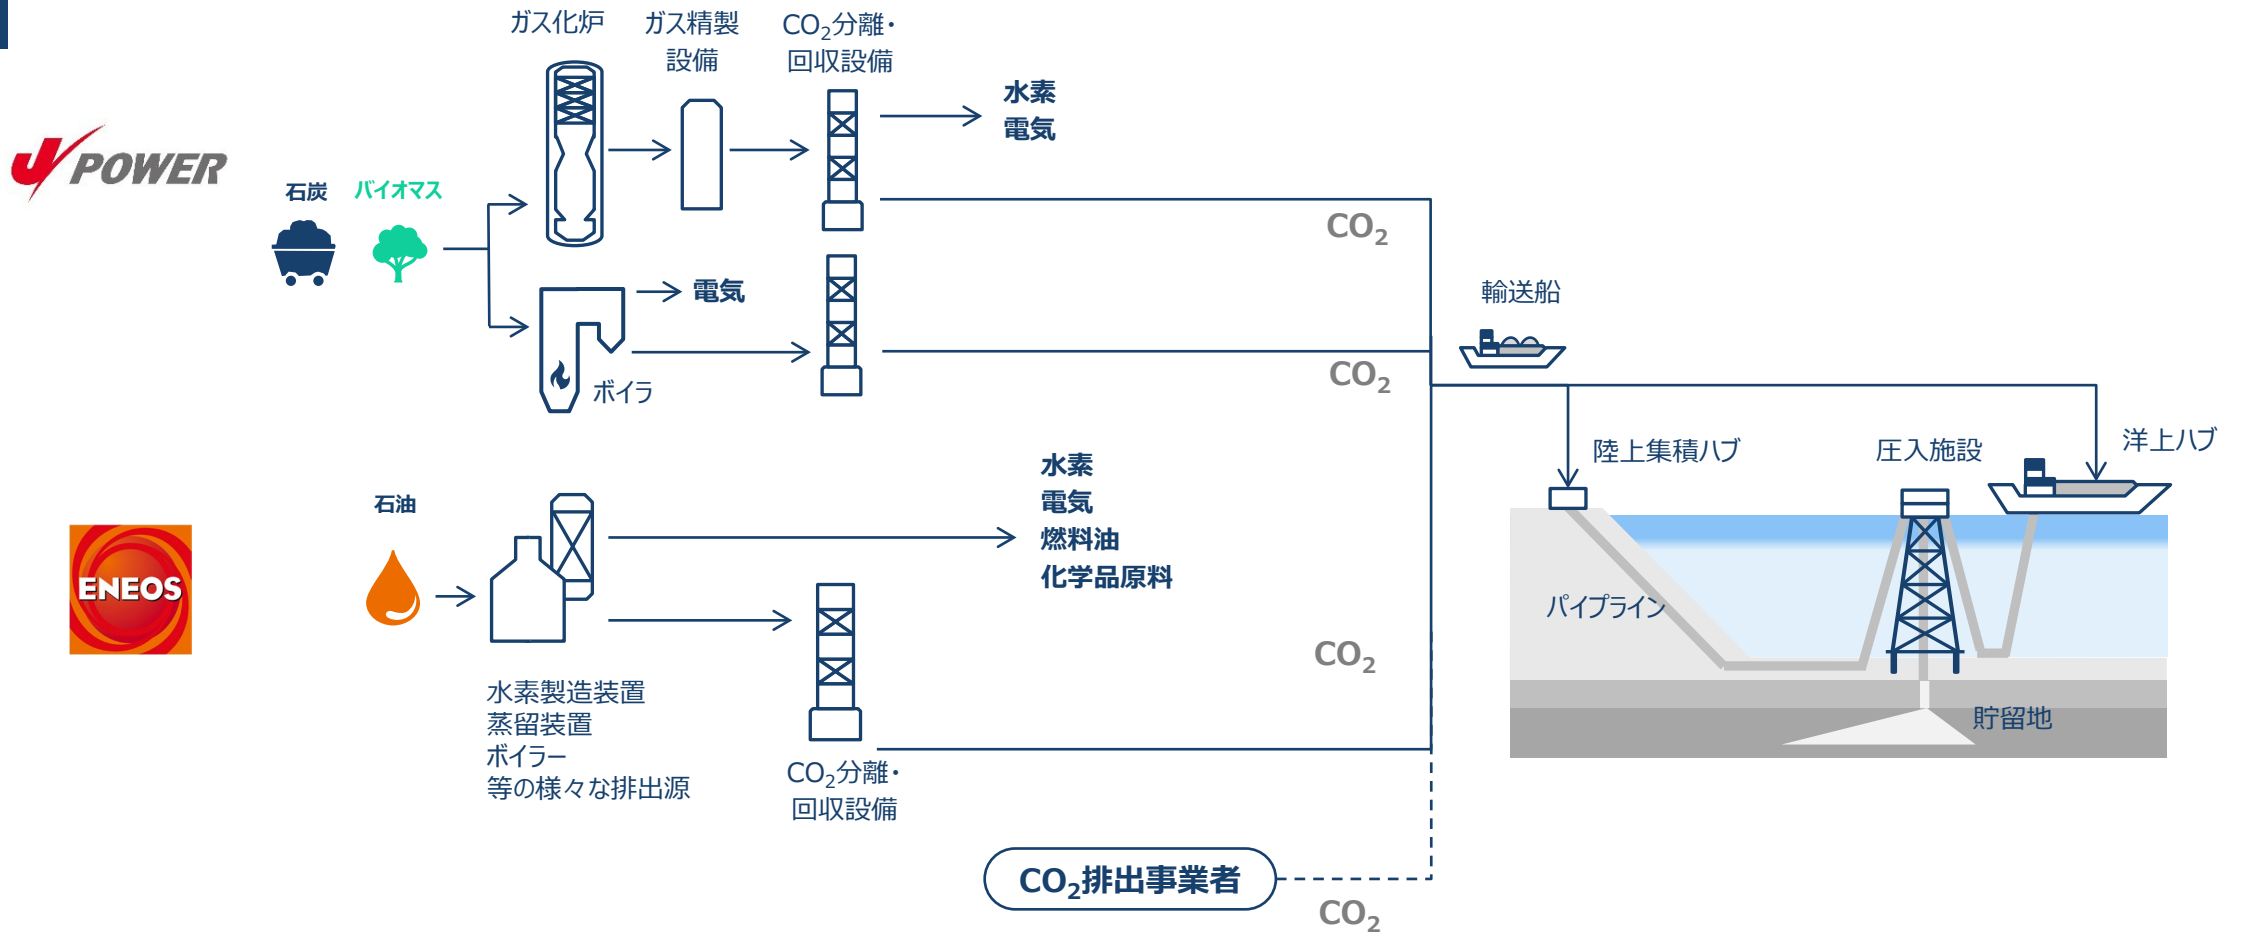 ガス化炉
ガス精製
設備
CO₂分離・
回収設備
水素
電気
J POWER
石炭
バイオマス
CO₂
電気
ボイラ
CO₂
輸送船
陸上集積ハブ
圧入施設
洋上ハブ
石油
水素
電気
燃料油
化学品原料
ENEOS
パイプライン
CO₂
水素製造装置
蒸留装置
ボイラー
等の様々な排出源
貯留地
CO₂分離・
回収設備
CO₂排出事業者
CO₂